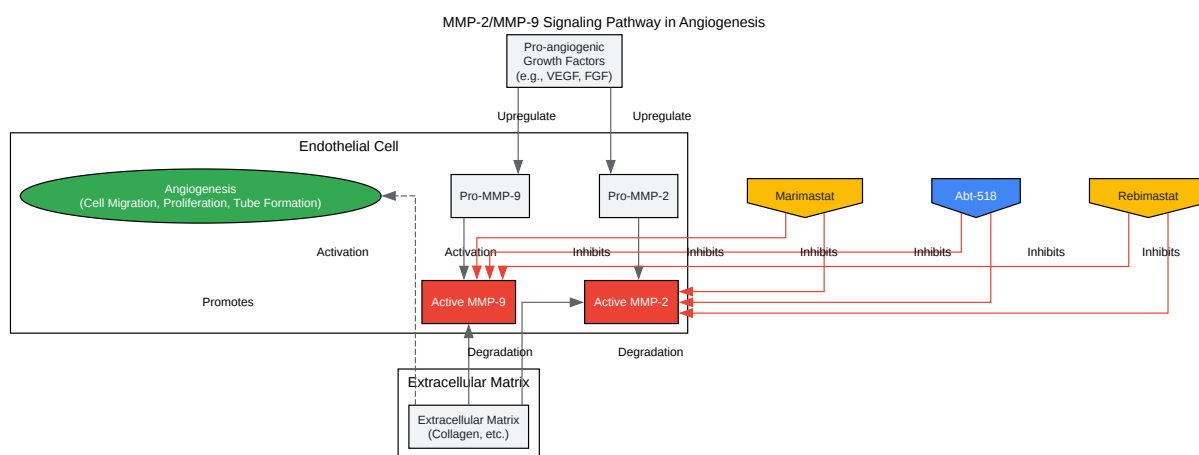 MMP-2/MMP-9 Signaling Pathway in Angiogenesis
Pro-angiogenic
Growth Factors
(e.g., VEGF, FGF)
Upregulate
Upregulate
Endothelial Cell
Angiogenesis
(Cell Migration, Proliferation, Tube Formation)
Pro-MMP-9
Pro-MMP-2
Marimastat
Abt-518
Rebimastat
Activation
Activation
Inhibits
Inhibits
Inhibits
Inhibits
Inhibits
Inhibits
Promotes
Active MMP-9
Active MMP-2
Degradation
Degradation
Extracellular Matrix
Extracellular Matrix
(Collagen, etc.)